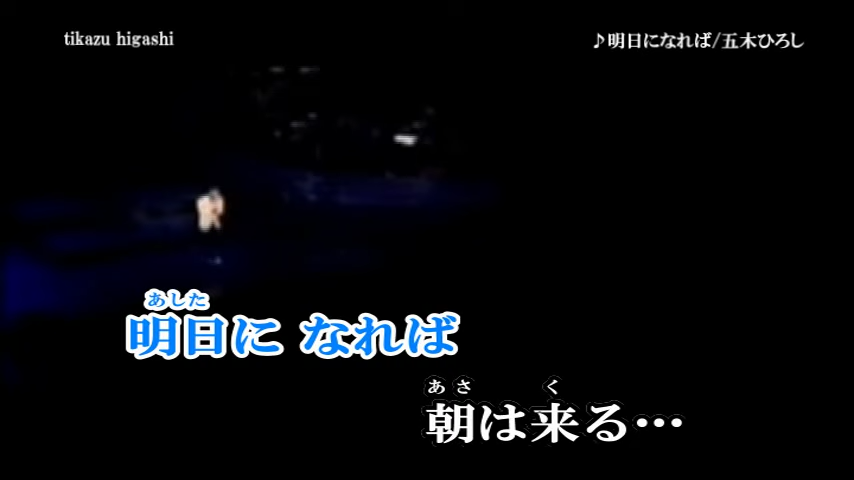 tikazu higashi
♪明日になれば/五木ひろし
あした
明日に なれば
あさ く
朝は来る…